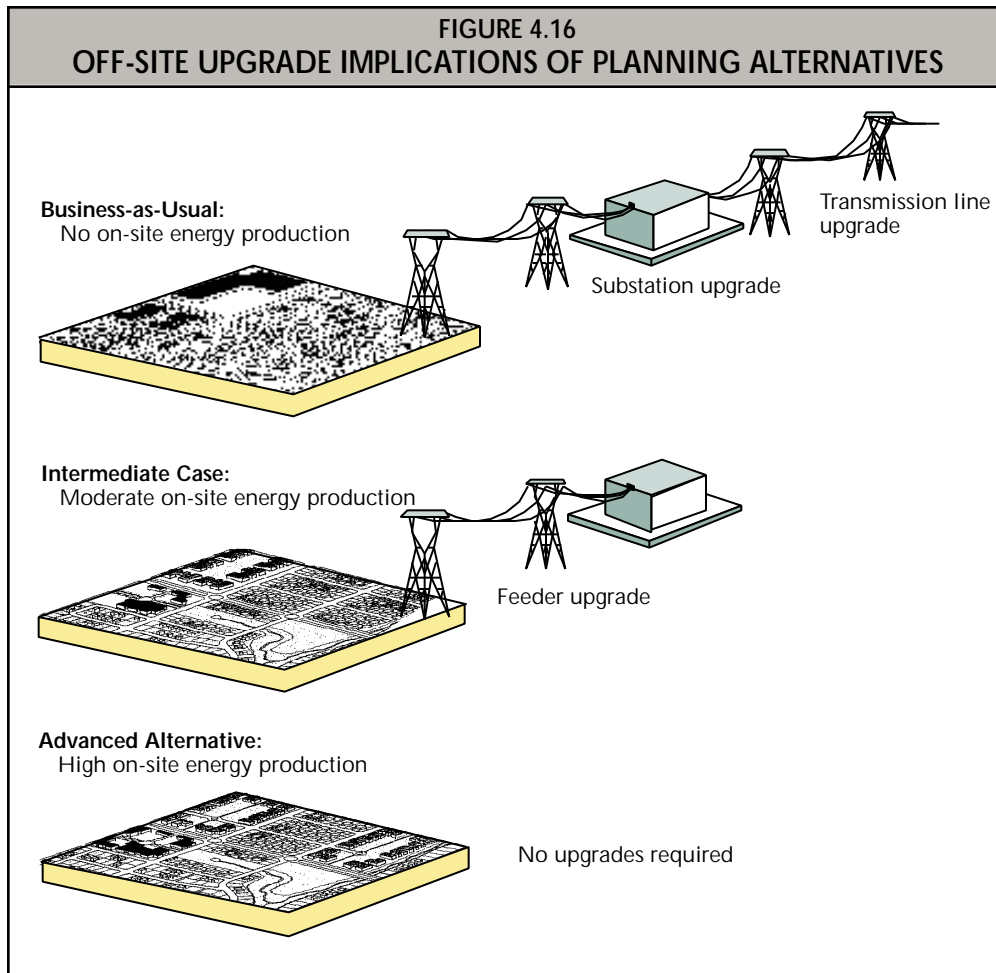 FIGURE 4.16
OFF-SITE UPGRADE IMPLICATIONS OF PLANNING ALTERNATIVES
Business-as-Usual:
No on-site energy production
Transmission line
upgrade
Substation upgrade
Intermediate Case:
Moderate on-site energy production
Feeder upgrade
Advanced Alternative:
High on-site energy production
No upgrades required